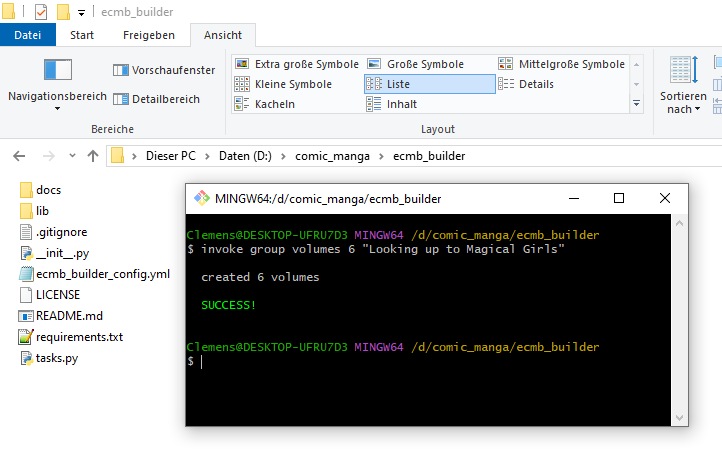 ecmb_builder
Datei Start Freigeben Ansicht
Navigationsbereich
Vorschaufenster
Detailbereich
Bereiche
Extra große Symbole Große Symbole Mittelgroße Symbole
Kleine Symbole Liste Details
Kacheln Inhalt
Layout
Sortieren
nach
Dieser PC > Daten (D:) > comic_manga > ecmb_builder
docs
lib
.gitignore
__init__.py
ecmb_builder_config.yml
LICENSE
README.md
requirements.txt
tasks.py
MINGW64:/d/comic_manga/ecmb_builder
Clemens@DESKTOP-UFRU7D3 MINGW64 /d/comic_manga/ecmb_builder
$ invoke group volumes 6 "Looking up to Magical Girls"
created 6 volumes
SUCCESS!
Clemens@DESKTOP-UFRU7D3 MINGW64 /d/comic_manga/ecmb_builder
$